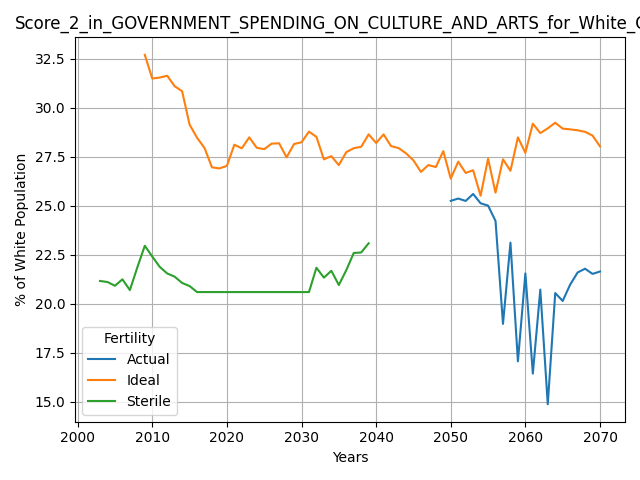 Score_2_in_GOVERNMENT_SPENDING_ON_CULTURE_AND_ARTS_for_White_
% of White Population
32.5
30.0
27.5
25.0
22.5
20.0
17.5
15.0
Fertility
Actual
Ideal
Sterile
2000 2010 2020 2030 2040 2050 2060 2070
Years